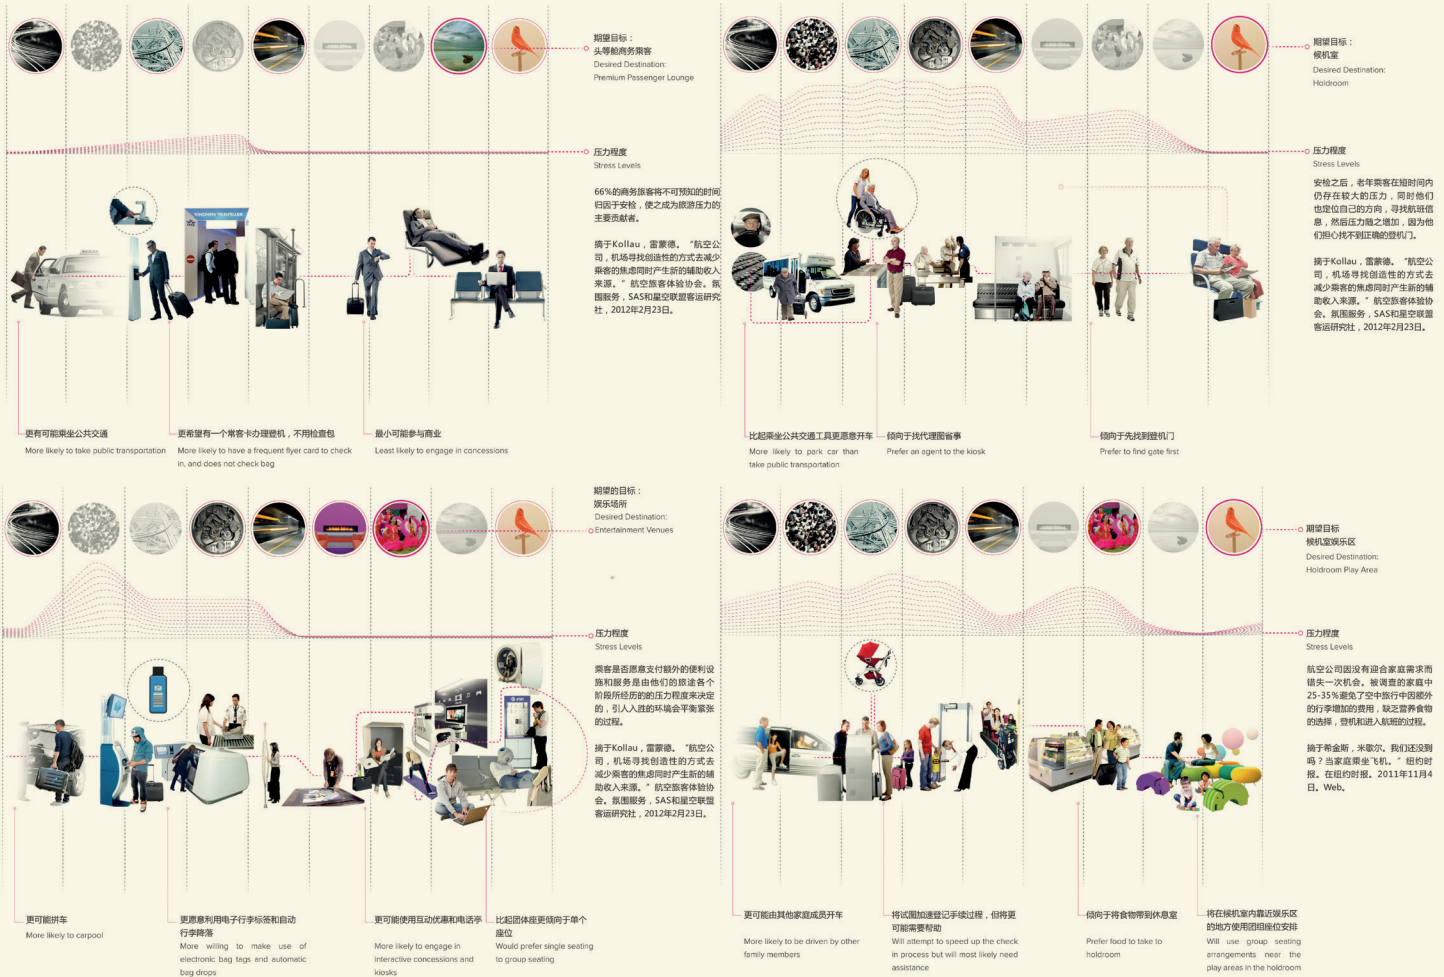 期望目标：
头等舱商务乘客
Desired Destination:
Premium Passenger Lounge
压力程度
Stress Levels
66%的商务旅客将不可预知的时间
归因于安检，使之成为旅游压力的
主要贡献者。
摘于Kollau，雷蒙德。“航空公
司，机场寻找创造性的方式去减少
乘客的焦虑同时产生新的辅助收入
来源。”航空旅客体验协会。氛
围服务，SAS和星空联盟客运研究
社，2012年2月23日。
更有可能乘坐公共交通
More likely to take public transportation
更希望有一个常客卡办理登机，不用检查包
More likely to have a frequent flyer card to check
in, and does not check bag
最小可能参与商业
Least likely to engage in concessions
期望目标：
候机室
Desired Destination:
Holdroom
压力程度
Stress Levels
安检之后，老年乘客在短时间内
仍存在较大的压力，同时他们
也定位自己的方向，寻找航班信
息，然后压力随之增加，因为他
们担心找不到正确的登机门。
摘于Kollau，雷蒙德。“航空公
司，机场寻找创造性的方式去
减少乘客的焦虑同时产生新的辅
助收入来源。”航空旅客体验协
会。氛围服务，SAS和星空联盟
客运研究社，2012年2月23日。
比起乘坐公共交通工具更愿意开车
More likely to park car than
take public transportation
倾向于找代理图省事
Prefer an agent to the kiosk
倾向于先找到登机门
Prefer to find gate first
期望的目标：
娱乐场所
Desired Destination:
Entertainment Venues
压力程度
Stress Levels
乘客是否愿意支付额外的便利设
施和服务是由他们的旅途各个
阶段所经历的的压力程度来决定
的，引人入胜的环境会平衡紧张
的过程。
摘于Kollau，雷蒙德。“航空公
司，机场寻找创造性的方式去
减少乘客的焦虑同时产生新的辅
助收入来源。”航空旅客体验协
会。氛围服务，SAS和星空联盟
客运研究社，2012年2月23日。
更可能拼车
More likely to carpool
更愿意利用电子行李标签和自动
行李降落
More willing to make use of
electronic bag tags and automatic
bag drops
更可能使用互动优惠和电话亭
More likely to engage in
interactive concessions and
kiosks
比起团体座更倾向于单个
座位
Would prefer single seating
to group seating
期望目标
候机室娱乐区
Desired Destination:
Holdroom Play Area
压力程度
Stress Levels
航空公司因没有迎合家庭需求而
错失一次机会。被调查的家庭中
25-35%避免了空中旅行中因额外
的行李增加的费用，缺乏营养食物
的选择，登机和进入航班的过程。
摘于希金斯，米歇尔。我们还没到
吗？当家庭乘坐飞机。”纽约时
报。在纽约时报。2011年11月4
日。Web。
更可能由其他家庭成员开车
More likely to be driven by other
family members
将试图加速登记手续过程，但将更
可能需要帮助
Will attempt to speed up the check
in process but will most likely need
assistance
倾向于将食物带到休息室
Prefer food to take to
holdroom
将在候机室内靠近娱乐区
的地方使用团组座位安排
Will use group seating
arrangements near the
play areas in the holdroom